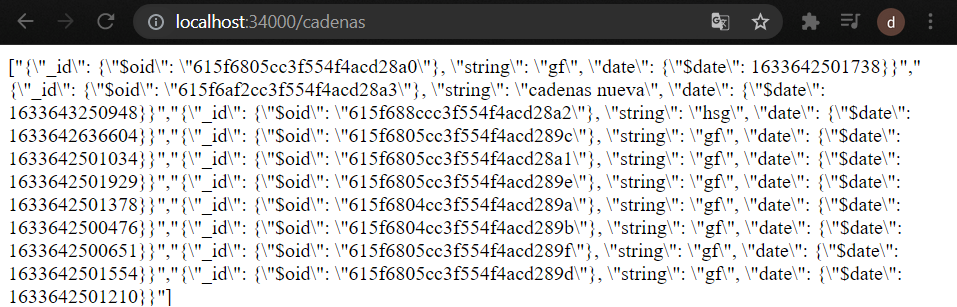 localhost:34000/cadenas
d
["{\"_id\": {\"$oid\": \"615f6805cc3f554f4acd28a0\"}, \"string\": \"gf\", \"date\": {\"$date\": 1633642501738}}","
{\"_id\": {\"$oid\": \"615f6af2cc3f554f4acd28a3\"}, \"string\": \"cadenas nueva\", \"date\": {\"$date\":
1633643250948}}","{\"_id\": {\"$oid\": \"615f688ccc3f554f4acd28a2\"}, \"string\": \"hsg\", \"date\": {\"$date\":
1633642636604}}","{\"_id\": {\"$oid\": \"615f6805cc3f554f4acd289c\"}, \"string\": \"gf\", \"date\": {\"$date\":
1633642501034}}","{\"_id\": {\"$oid\": \"615f6805cc3f554f4acd28a1\"}, \"string\": \"gf\", \"date\": {\"$date\":
1633642501929}}","{\"_id\": {\"$oid\": \"615f6805cc3f554f4acd289e\"}, \"string\": \"gf\", \"date\": {\"$date\":
1633642501378}}","{\"_id\": {\"$oid\": \"615f6804cc3f554f4acd289a\"}, \"string\": \"gf\", \"date\": {\"$date\":
1633642500476}}","{\"_id\": {\"$oid\": \"615f6804cc3f554f4acd289b\"}, \"string\": \"gf\", \"date\": {\"$date\":
1633642500651}}","{\"_id\": {\"$oid\": \"615f6805cc3f554f4acd289f\"}, \"string\": \"gf\", \"date\": {\"$date\":
1633642501554}}","{\"_id\": {\"$oid\": \"615f6805cc3f554f4acd289d\"}, \"string\": \"gf\", \"date\": {\"$date\":
1633642501210}}"]